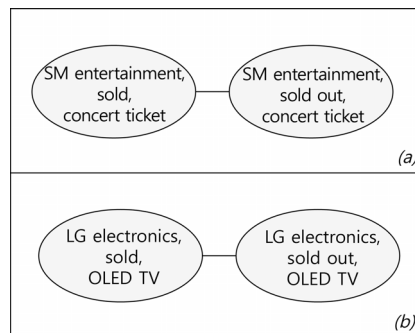 SM entertainment,
sold,
concert ticket
SM entertainment,
sold out,
concert ticket
(a)
LG electronics,
sold,
OLED TV
LG electronics,
sold out,
OLED TV
(b)